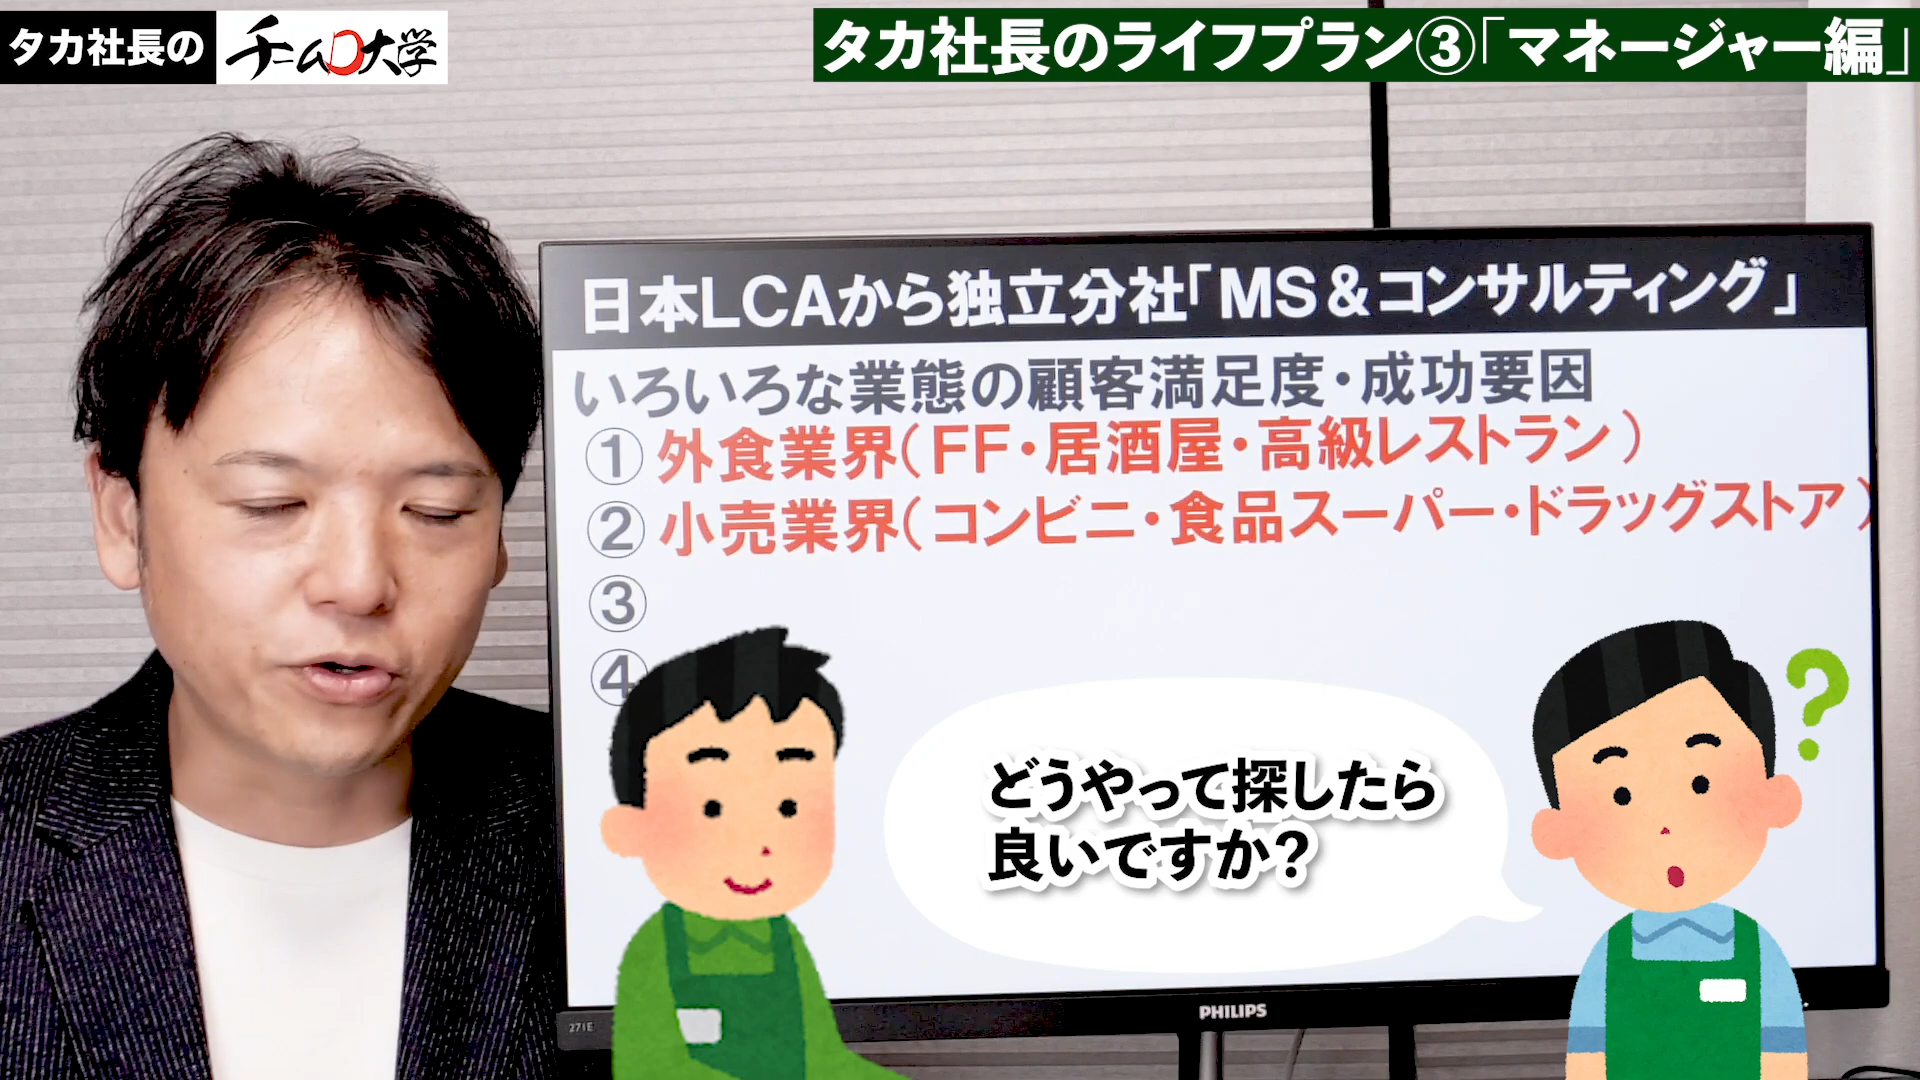 タカ社長の
チームD大学
タカ社長のライフプラン③「マネージャー編」
日本LCAから独立分社「MS＆コンサルティング」
いろいろな業態の顧客満足度・成功要因
①外食業界（FF・居酒屋・高級レストラン）
②小売業界（コンビニ・食品スーパー・ドラッグストア）
③
④
どうやって探したら
良いですか？
?
271E
PHILIPS